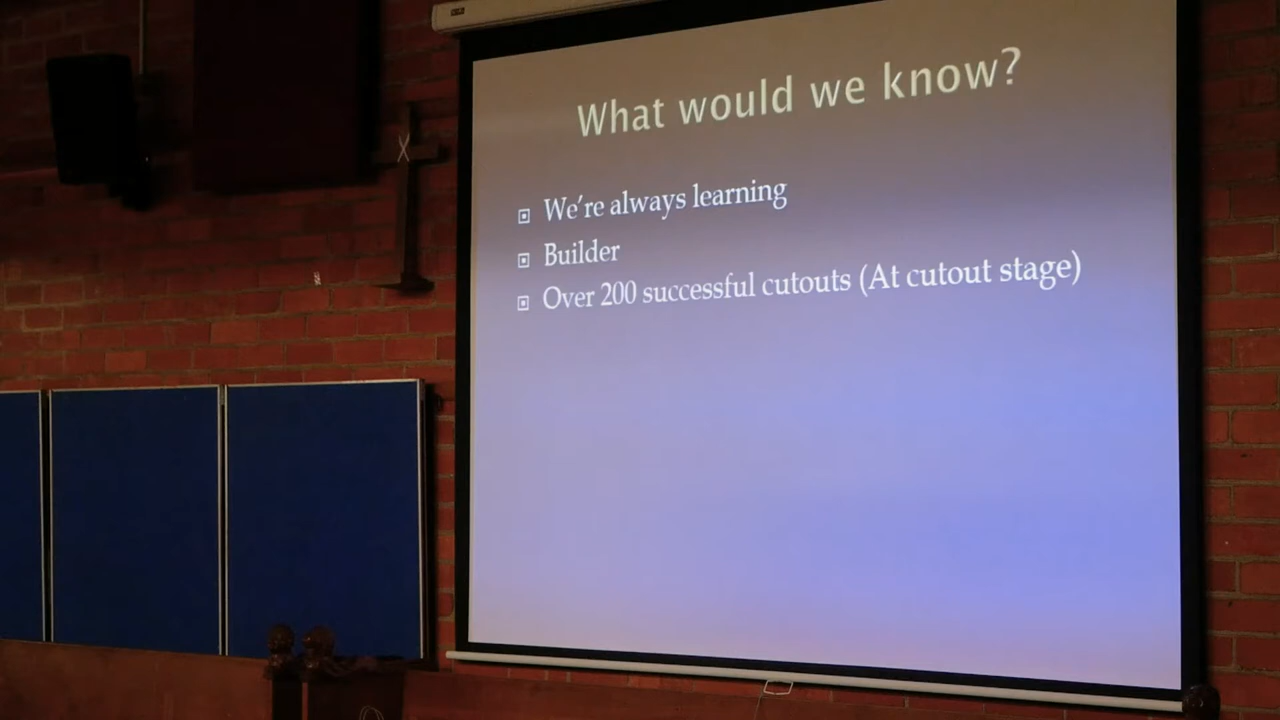 What would we know?
We're always learning
Builder
Over 200 successful cutouts (At cutout stage)